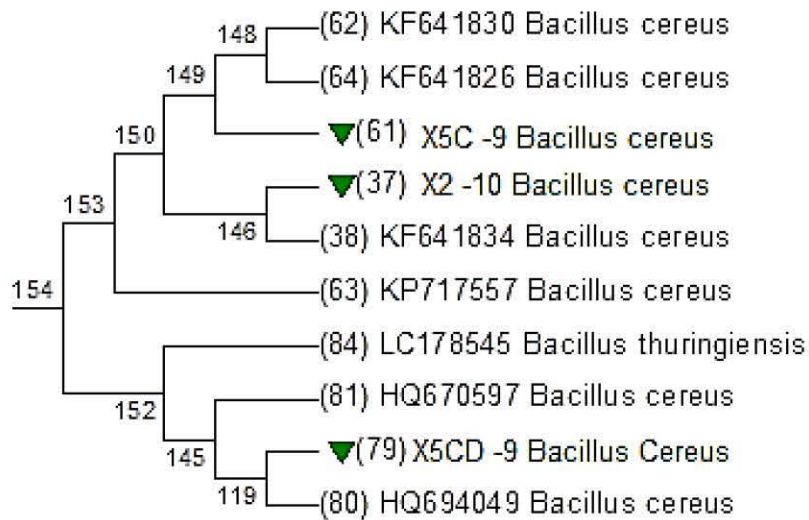 148
(62) KF641830 Bacillus cereus
149
(64) KF641826 Bacillus cereus
150
(61) X5C -9 Bacillus cereus
(37) X2 -10 Bacillus cereus
153
146
(38) KF641834 Bacillus cereus
154
(63) KP717557 Bacillus cereus
(84) LC178545 Bacillus thuringiensis
152
(81) HQ670597 Bacillus cereus
145
(79) X5CD -9 Bacillus Cereus
119
(80) HQ694049 Bacillus cereus